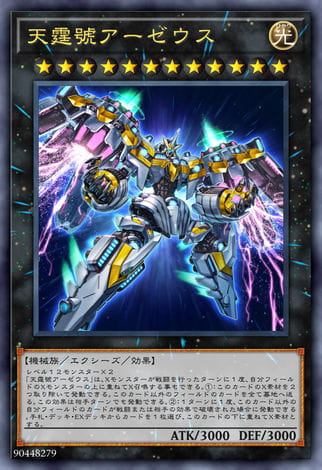 天霆號アーゼウス
光
【機械族/エクシーズ/効果】
レベル12モンスター×2
「天霆號アーゼウス」は、Xモンスターが戦闘を行ったターンに1度、自分フィール
ドのXモンスターの上に重ねてX召喚する事もできる。①:このカードのX素材を2
つ取り除いて発動できる。このカード以外のフィールドのカードを全て墓地へ送
る。この効果は相手ターンでも発動できる。②:1ターンに1度、このカード以外の自
分フィールドのカードが戦闘または相手の効果で破壊された場合に発動できる
。手札・デッキ・EXデッキからカード1枚を選び、このカードの下に重ねてX素材と
する。
ATK/3000 DEF/3000
90448279